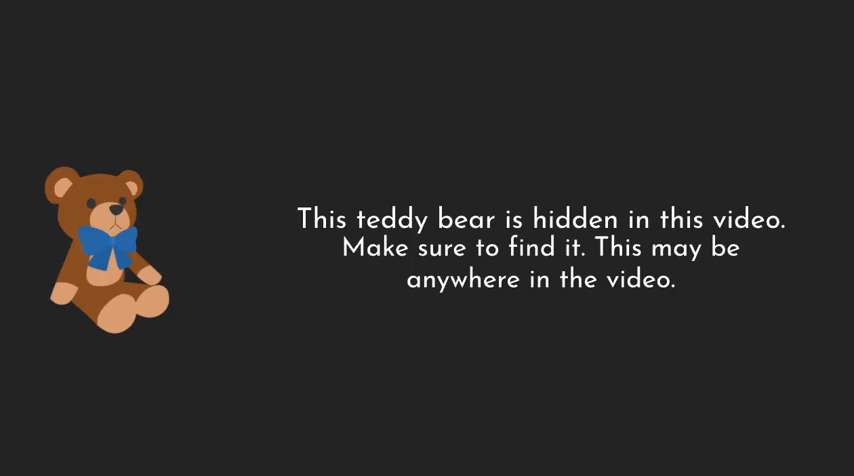 This teddy bear is hidden in this video.
Make sure to find it. This may be
anywhere in the video.